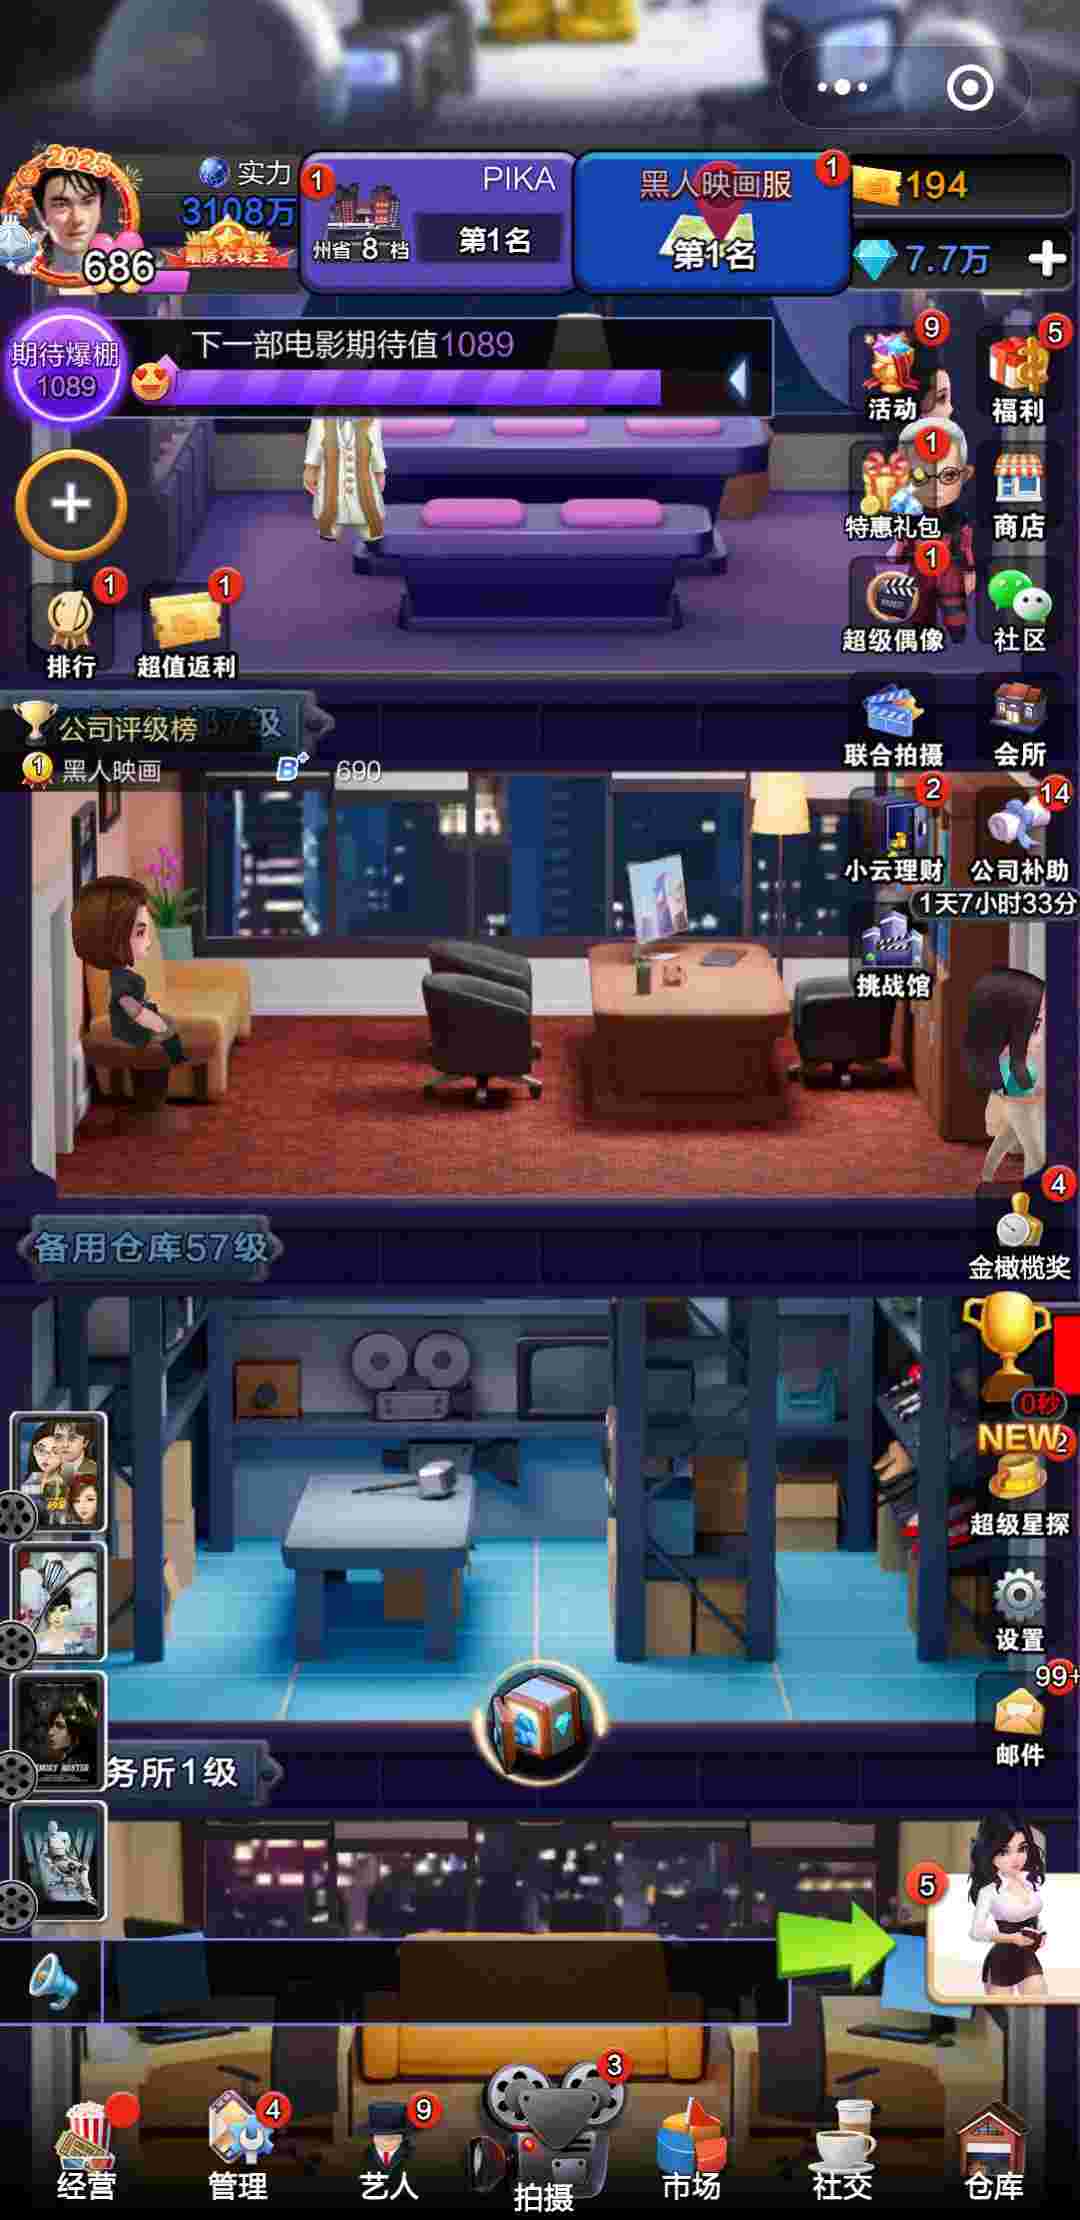 2025
实力
3108万
票房大卖王
686
1
PIKA
州省 8 档
第1名
1
黑人映画服
第1名
194
7.7万
期待爆棚
1089
下一部电影期待值1089
9
活动
5
福利
1
特惠礼包
商店
1
超级偶像
社区
1
排行
1
超值返利
联合拍摄
会所
级
公司评级榜
1
黑人映画
B+
690
2
小云理财
14
公司补助
1天7小时33分
挑战馆
4
金橄榄奖
备用仓库57级
0秒
NEW
2
超级星探
设置
99+
邮件
务所1级
5
经营
4
管理
9
艺人
3
拍摄
市场
社交
仓库